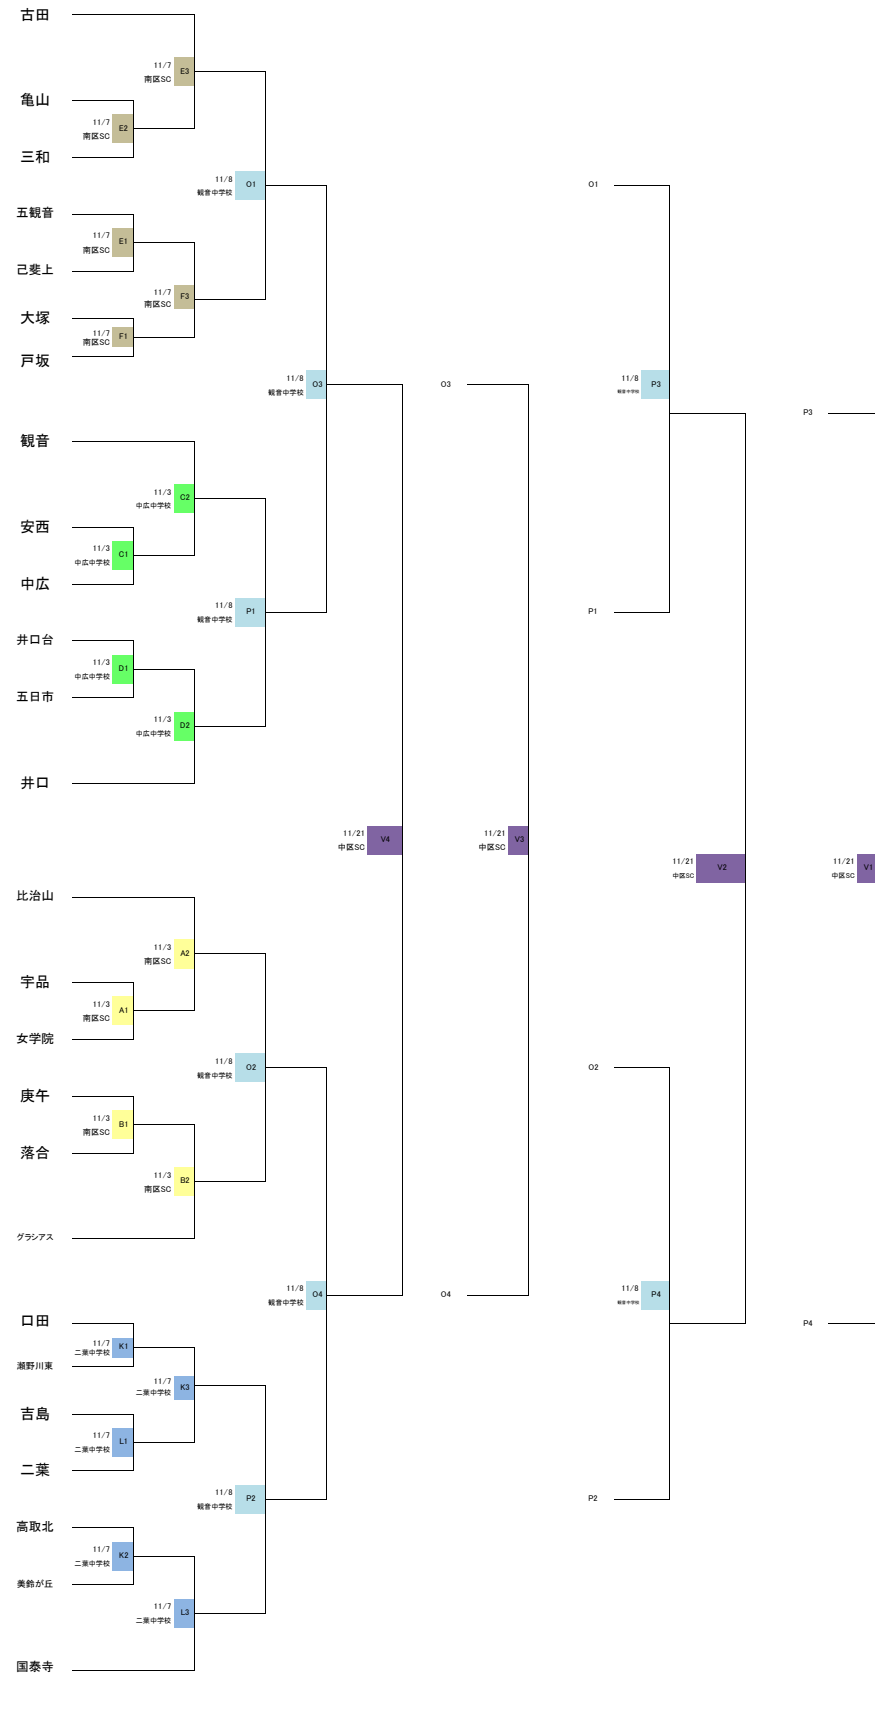 古田
11/7
E3
南区SC
亀山
11/7
E2
南区SC
三和
11/8
O1
観音中学校
O1
五観音
11/7
E1
南区SC
己斐上
11/7
F3
南区SC
大塚
11/7
F1
南区SC
戸坂
11/8
O3
観音中学校
O3
11/8
P3
観音中学校
P3
観音
11/3
C2
中広中学校
安西
11/3
C1
中広中学校
中広
11/8
P1
観音中学校
P1
井口台
11/3
D1
中広中学校
五日市
11/3
D2
中広中学校
井口
11/21
V4
中区SC
11/21
V3
中区SC
11/21
V2
中区SC
11/21
V1
中区SC
比治山
11/3
A2
南区SC
宇品
11/3
A1
南区SC
女学院
11/8
O2
観音中学校
O2
庚午
11/3
B1
南区SC
落合
11/3
B2
南区SC
グラシアス
11/8
O4
観音中学校
O4
11/8
P4
観音中学校
P4
口田
11/7
K1
二葉中学校
瀬野川東
11/7
K3
二葉中学校
吉島
11/7
L1
二葉中学校
二葉
11/8
P2
観音中学校
P2
高取北
11/7
K2
二葉中学校
美鈴が丘
11/7
L3
二葉中学校
国泰寺